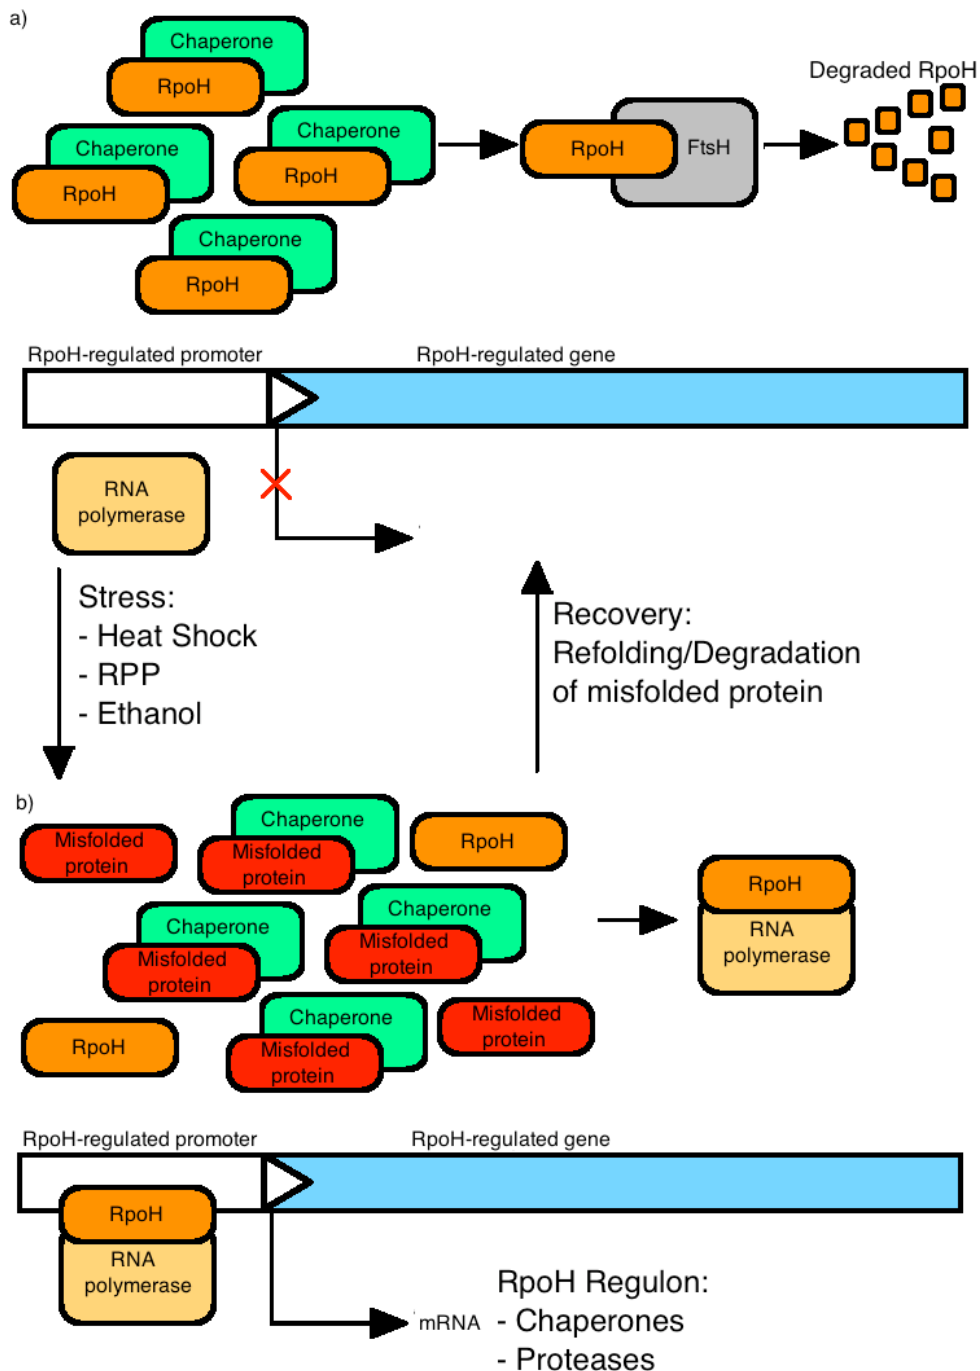 a)
Chaperone
RpoH
Chaperone
RpoH
Chaperone
RpoH
Chaperone
RpoH
RpoH
FtsH
Degraded RpoH
RpoH-regulated promoter
RpoH-regulated gene
RNA
polymerase
Stress:
- Heat Shock
- RPP
- Ethanol
Recovery:
Refolding/Degradation
of misfolded protein
b)
Misfolded
protein
Chaperone
Misfolded
protein
RpoH
Chaperone
Misfolded
protein
Chaperone
Misfolded
protein
RpoH
Chaperone
Misfolded
protein
Misfolded
protein
RpoH
RNA
polymerase
RpoH-regulated promoter
RpoH-regulated gene
RpoH
RNA
polymerase
mRNA
RpoH Regulon:
- Chaperones
- Proteases